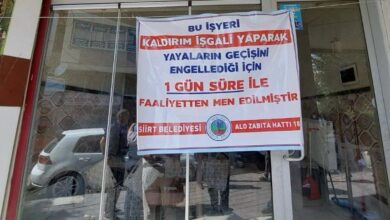 BU İŞYERİ
KALDIRIM İŞGALİ YAPARAK
YAYALARIN GEÇİŞİNİ
ENGELLEDİĞİ İÇİN
1 GÜN SÜRE İLE
FAALİYETTEN MEN EDİLMİŞTİR
SİİRT BELEDİYESİ ALO ZABITA HATTI 18